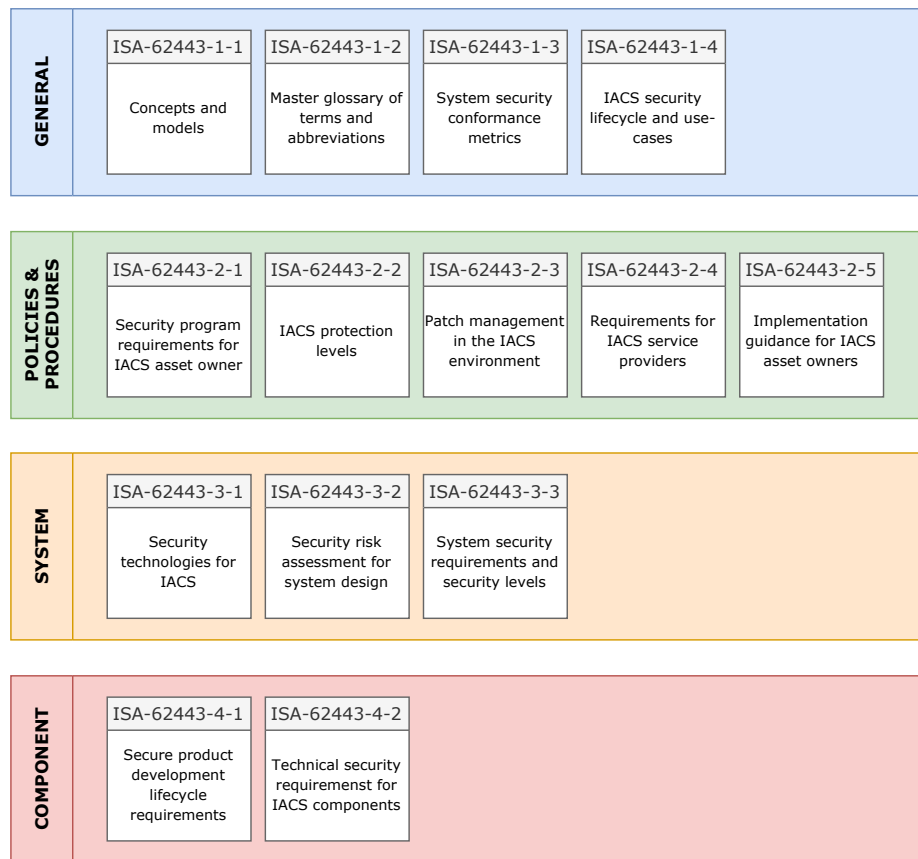 GENERAL
ISA-62443-1-1
Concepts and
models
ISA-62443-1-2
Master glossary of
terms and
abbreviations
ISA-62443-1-3
System security
conformance
metrics
ISA-62443-1-4
IACS security
lifecycle and use-
cases
POLICIES &
PROCEDURES
ISA-62443-2-1
Security program
requirements for
IACS asset owner
ISA-62443-2-2
IACS protection
levels
ISA-62443-2-3
Patch management
in the IACS
environment
ISA-62443-2-4
Requirements for
IACS service
providers
ISA-62443-2-5
Implementation
guidance for IACS
asset owners
SYSTEM
ISA-62443-3-1
Security
technologies for
IACS
ISA-62443-3-2
Security risk
assessment for
system design
ISA-62443-3-3
System security
requirements and
security levels
COMPONENT
ISA-62443-4-1
Secure product
development
lifecycle
requirements
ISA-62443-4-2
Technical security
requiremenst for
IACS components